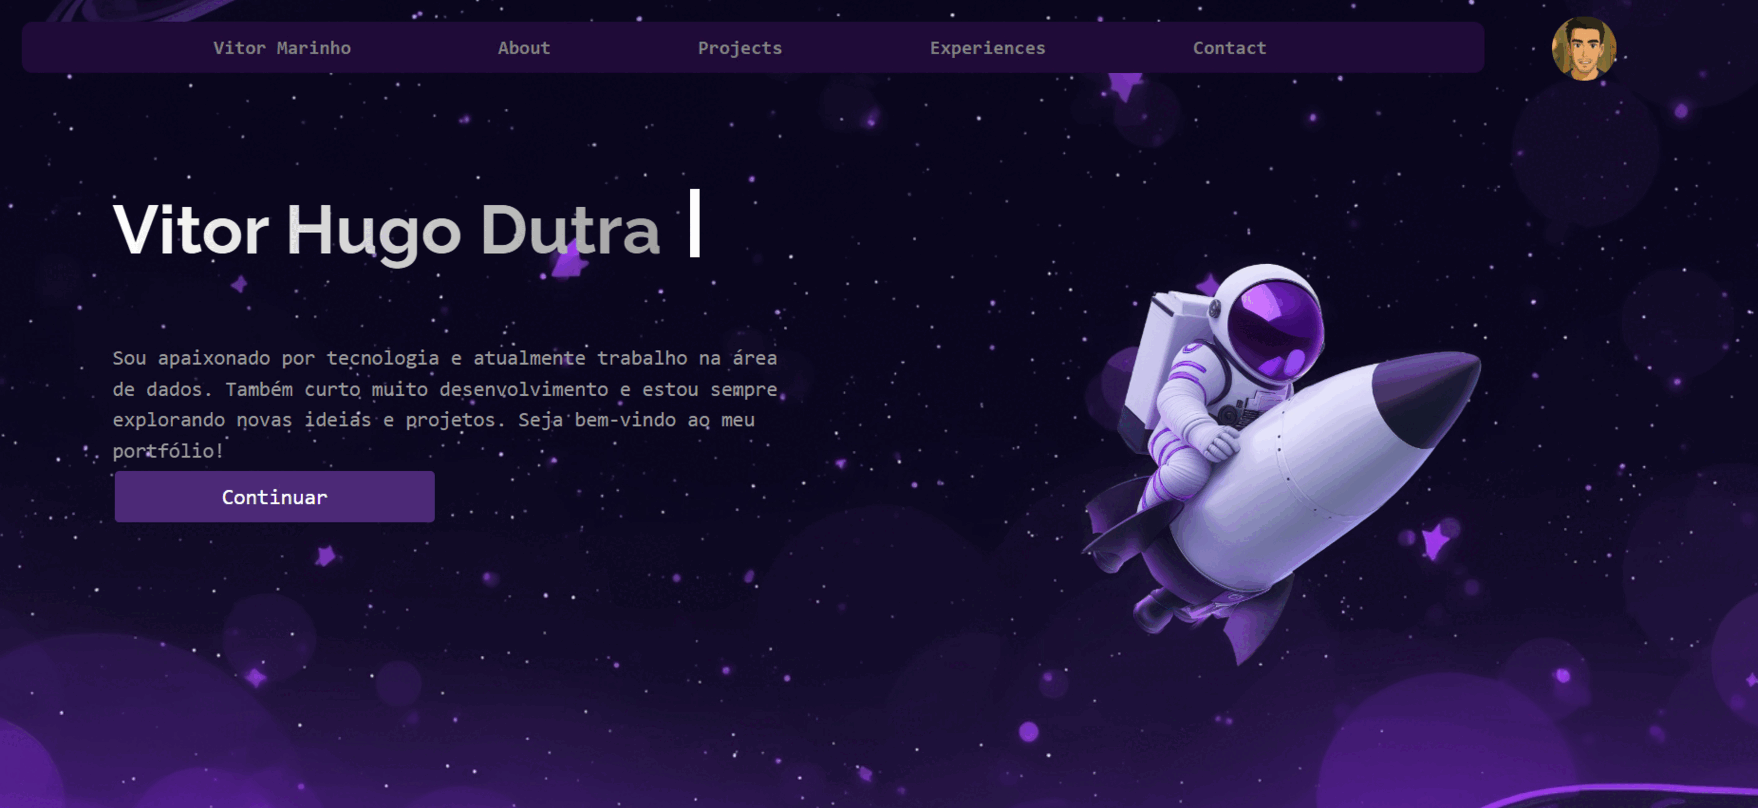 Vitor Marinho About Projects Experiences Contact
Vitor Hugo Dutra
Sou apaixonado por tecnologia e atualmente trabalho na área
de dados. Também curto muito desenvolvimento e estou sempre
explorando novas ideias e projetos. Seja bem-vindo ao meu
portfólio!
Continuar